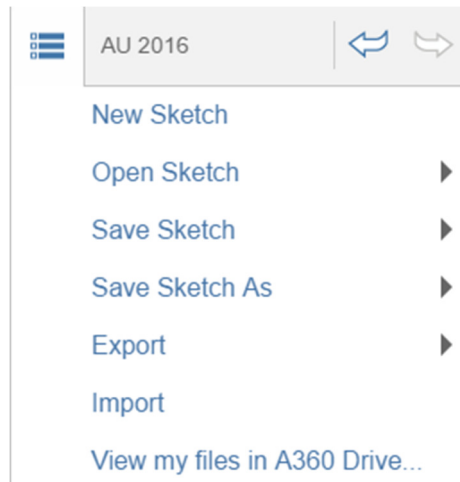 AU 2016
New Sketch
Open Sketch
Save Sketch
Save Sketch As
Export
Import
View my files in A360 Drive...